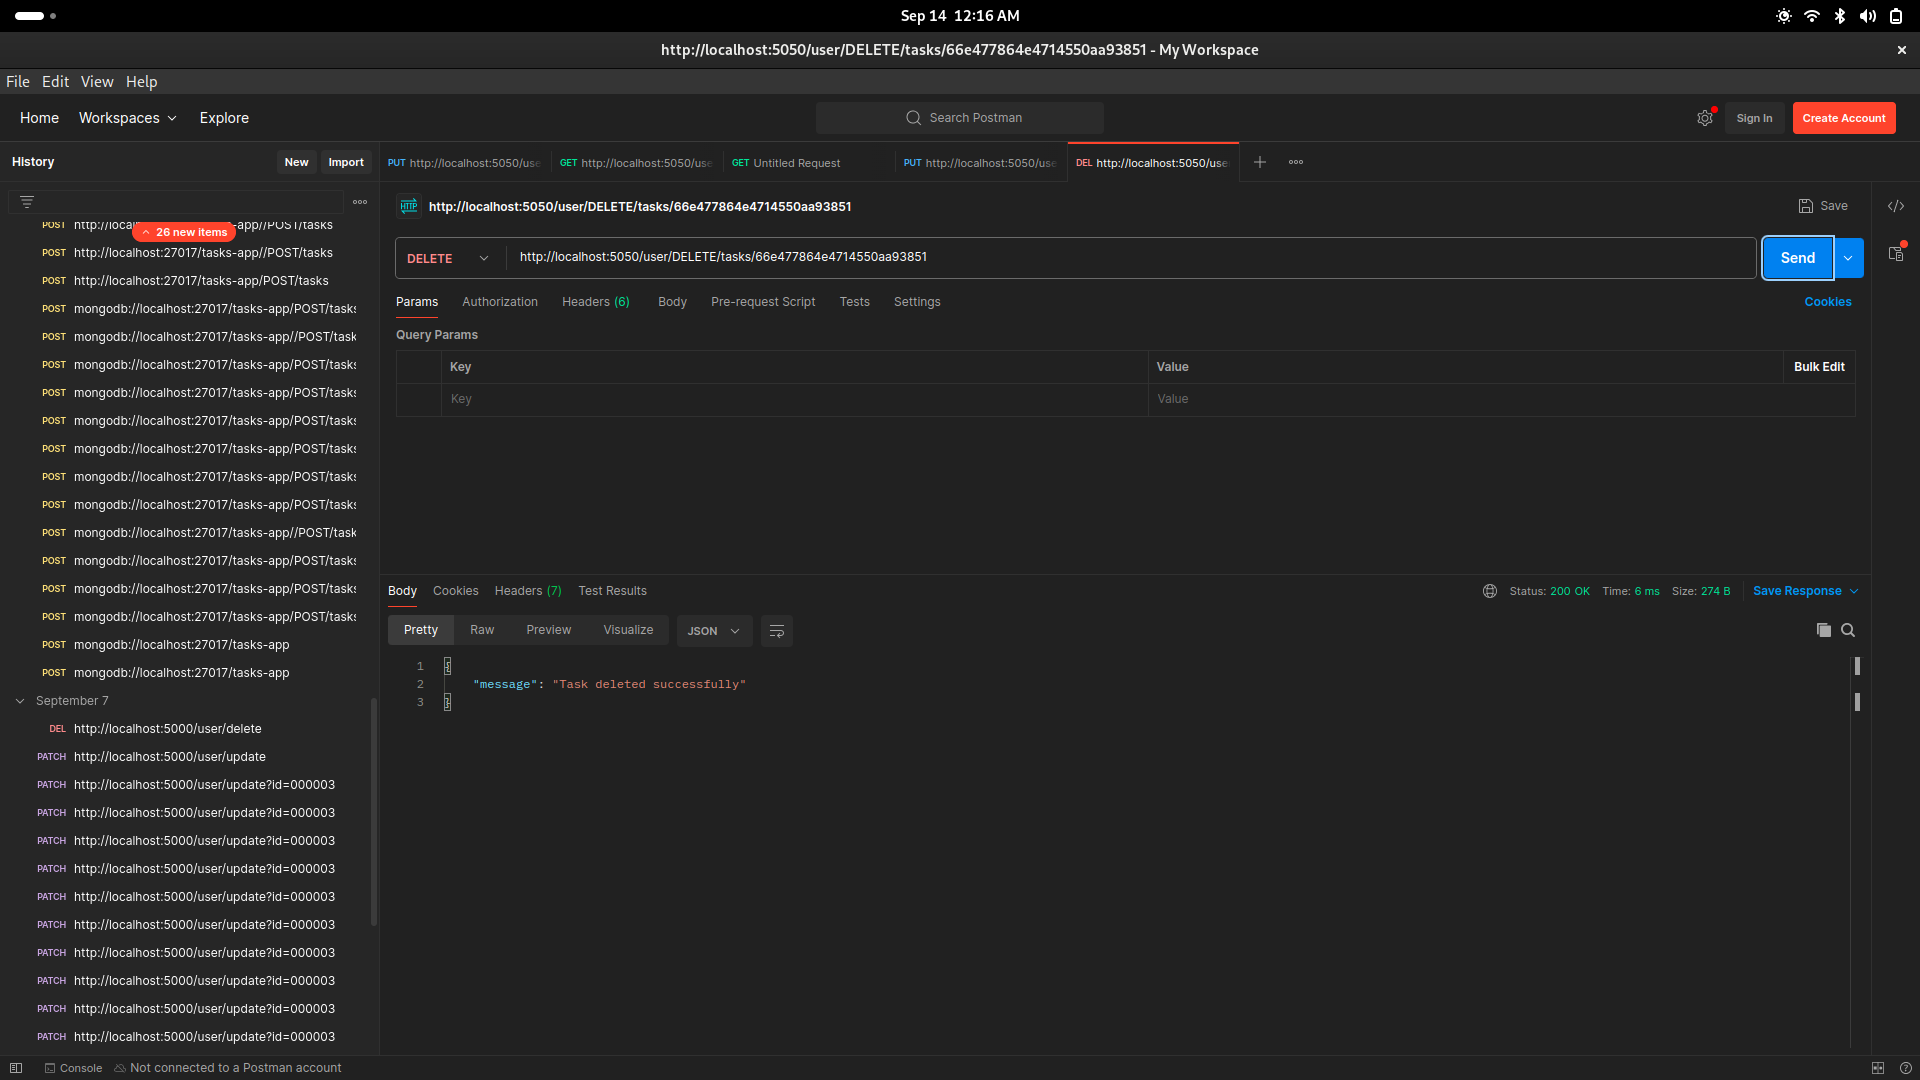 Sep 14 12:16 AM
http://localhost:5050/user/DELETE/tasks/66e477864e4714550aa93851 - My Workspace
File Edit View Help
Home Workspaces Explore
Search Postman
Sign In
Create Account
History
New
Import
PUT http://localhost:5050/use
GET http://localhost:5050/use
GET Untitled Request
PUT http://localhost:5050/use
DEL http://localhost:5050/use
26 new items
POST http://loca s-app//POST/tasks
POST http://localhost:27017/tasks-app//POST/tasks
POST http://localhost:27017/tasks-app/POST/tasks
POST mongodb://localhost:27017/tasks-app/POST/tasks
POST mongodb://localhost:27017/tasks-app//POST/task
POST mongodb://localhost:27017/tasks-app/POST/tasks
POST mongodb://localhost:27017/tasks-app/POST/tasks
POST mongodb://localhost:27017/tasks-app/POST/tasks
POST mongodb://localhost:27017/tasks-app/POST/tasks
POST mongodb://localhost:27017/tasks-app/POST/tasks
POST mongodb://localhost:27017/tasks-app/POST/tasks
POST mongodb://localhost:27017/tasks-app//POST/task
POST mongodb://localhost:27017/tasks-app/POST/tasks
POST mongodb://localhost:27017/tasks-app/POST/tasks
POST mongodb://localhost:27017/tasks-app/POST/tasks
POST mongodb://localhost:27017/tasks-app
POST mongodb://localhost:27017/tasks-app
September 7
DEL http://localhost:5000/user/delete
PATCH http://localhost:5000/user/update
PATCH http://localhost:5000/user/update?id=000003
PATCH http://localhost:5000/user/update?id=000003
PATCH http://localhost:5000/user/update?id=000003
PATCH http://localhost:5000/user/update?id=000003
PATCH http://localhost:5000/user/update?id=000003
PATCH http://localhost:5000/user/update?id=000003
PATCH http://localhost:5000/user/update?id=000003
PATCH http://localhost:5000/user/update?id=000003
PATCH http://localhost:5000/user/update?id=000003
PATCH http://localhost:5000/user/update?id=000003
HTTP http://localhost:5050/user/DELETE/tasks/66e477864e4714550aa93851
Save
DELETE http://localhost:5050/user/DELETE/tasks/66e477864e4714550aa93851
Send
Params Authorization Headers (6) Body Pre-request Script Tests Settings
Cookies
Query Params
Key Value Bulk Edit
Key Value
Body Cookies Headers (7) Test Results
Status: 200 OK Time: 6 ms Size: 274 B Save Response
Pretty Raw Preview Visualize JSON
1 {
2 "message": "Task deleted successfully"
3 }
Console Not connected to a Postman account